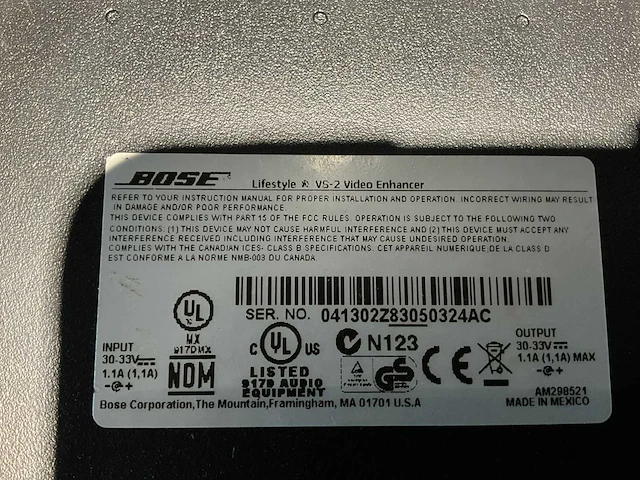 BOSE Lifestyle ® VS-2 Video Enhancer
REFER TO YOUR INSTRUCTION MANUAL FOR PROPER INSTALLATION AND OPERATION. INCORRECT WIRING MAY RESULT
IN DAMAGE AND/OR POOR PERFORMANCE.
THIS DEVICE COMPLIES WITH PART 15 OF THE FCC RULES. OPERATION IS SUBJECT TO THE FOLLOWING TWO
CONDITIONS: (1) THIS DEVICE MAY NOT CAUSE HARMFUL INTERFERENCE AND (2) THIS DEVICE MUST ACCEPT ANY
INTERFERENCE RECEIVED INCLUDING INTERFERENCE THAT MAY CAUSE UNDESIRED OPERATION.
COMPLIES WITH THE CANADIAN ICES- CLASS B SPECIFICATIONS. CET APPAREIL NUMERIQUE,DE LA CLASS D
EST CONFORME A LA NORME NMB-003 DU CANADA.
SER. NO. 041302Z83050324AC
INPUT
30-33V
1.1A (1,1A)
UL
MX
917D MX
NOM
C UL US
LISTED
917D AUDIO
EQUIPMENT
N123
GS
CE
OUTPUT
30-33V
1.1A (1,1A) MAX
AM298521
MADE IN MEXICO
Bose Corporation,The Mountain,Framingham, MA 01701 U.S.A